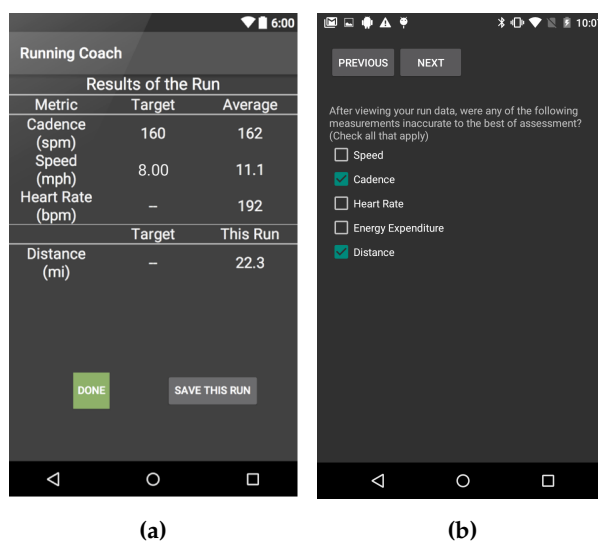 6:00
Running Coach
Results of the Run
Metric Target Average
Cadence
(spm) 160 162
Speed
(mph) 8.00 11.1
Heart Rate
(bpm) -- 192
Target This Run
Distance
(mi) -- 22.3
DONE SAVE THIS RUN
(a)
PREVIOUS NEXT
After viewing your run data, were any of the following
measurements inaccurate to the best of assessment?
(Check all that apply)
Speed
Cadence
Heart Rate
Energy Expenditure
Distance
(b)